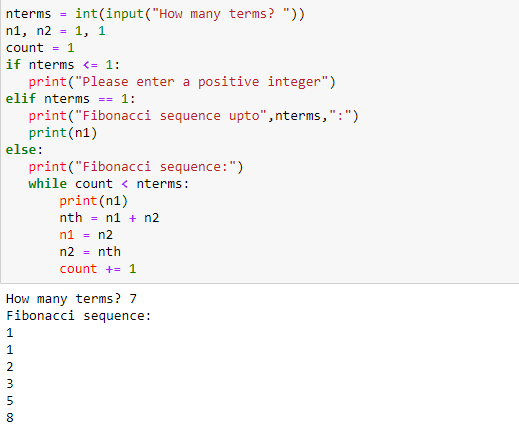 nterms = int(input("How many terms? "))
n1, n2 = 1, 1
count = 1
if nterms <= 1:
   print("Please enter a positive integer")
elif nterms == 1:
   print("Fibonacci sequence upto",nterms,":")
   print(n1)
else:
   print("Fibonacci sequence:")
   while count < nterms:
       print(n1)
       nth = n1 + n2
       n1 = n2
       n2 = nth
       count += 1
How many terms? 7
Fibonacci sequence:
1
1
2
3
5
8